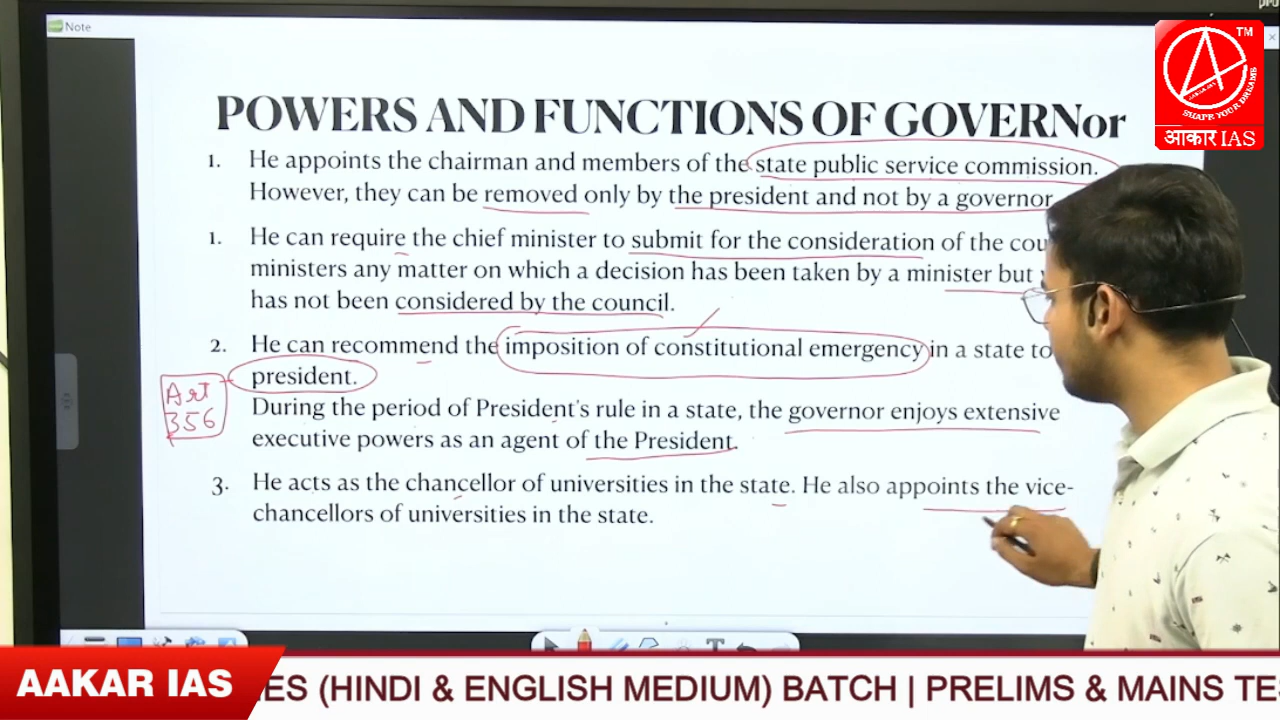 Note
TM
SHAPE YOUR DREAMS
आकार IAS
POWERS AND FUNCTIONS OF GOVERNor
1. He appoints the chairman and members of the state public service commission.
However, they can be removed only by the president and not by a governor
1. He can require the chief minister to submit for the consideration of the cou
ministers any matter on which a decision has been taken by a minister but
has not been considered by the council.
2. He can recommend the imposition of constitutional emergency in a state to
president.
Art
356
During the period of President's rule in a state, the governor enjoys extensive
executive powers as an agent of the President.
3. He acts as the chancellor of universities in the state. He also appoints the vice-
chancellors of universities in the state.
AAKAR IAS
ES (HINDI & ENGLISH MEDIUM) BATCH | PRELIMS & MAINS TE